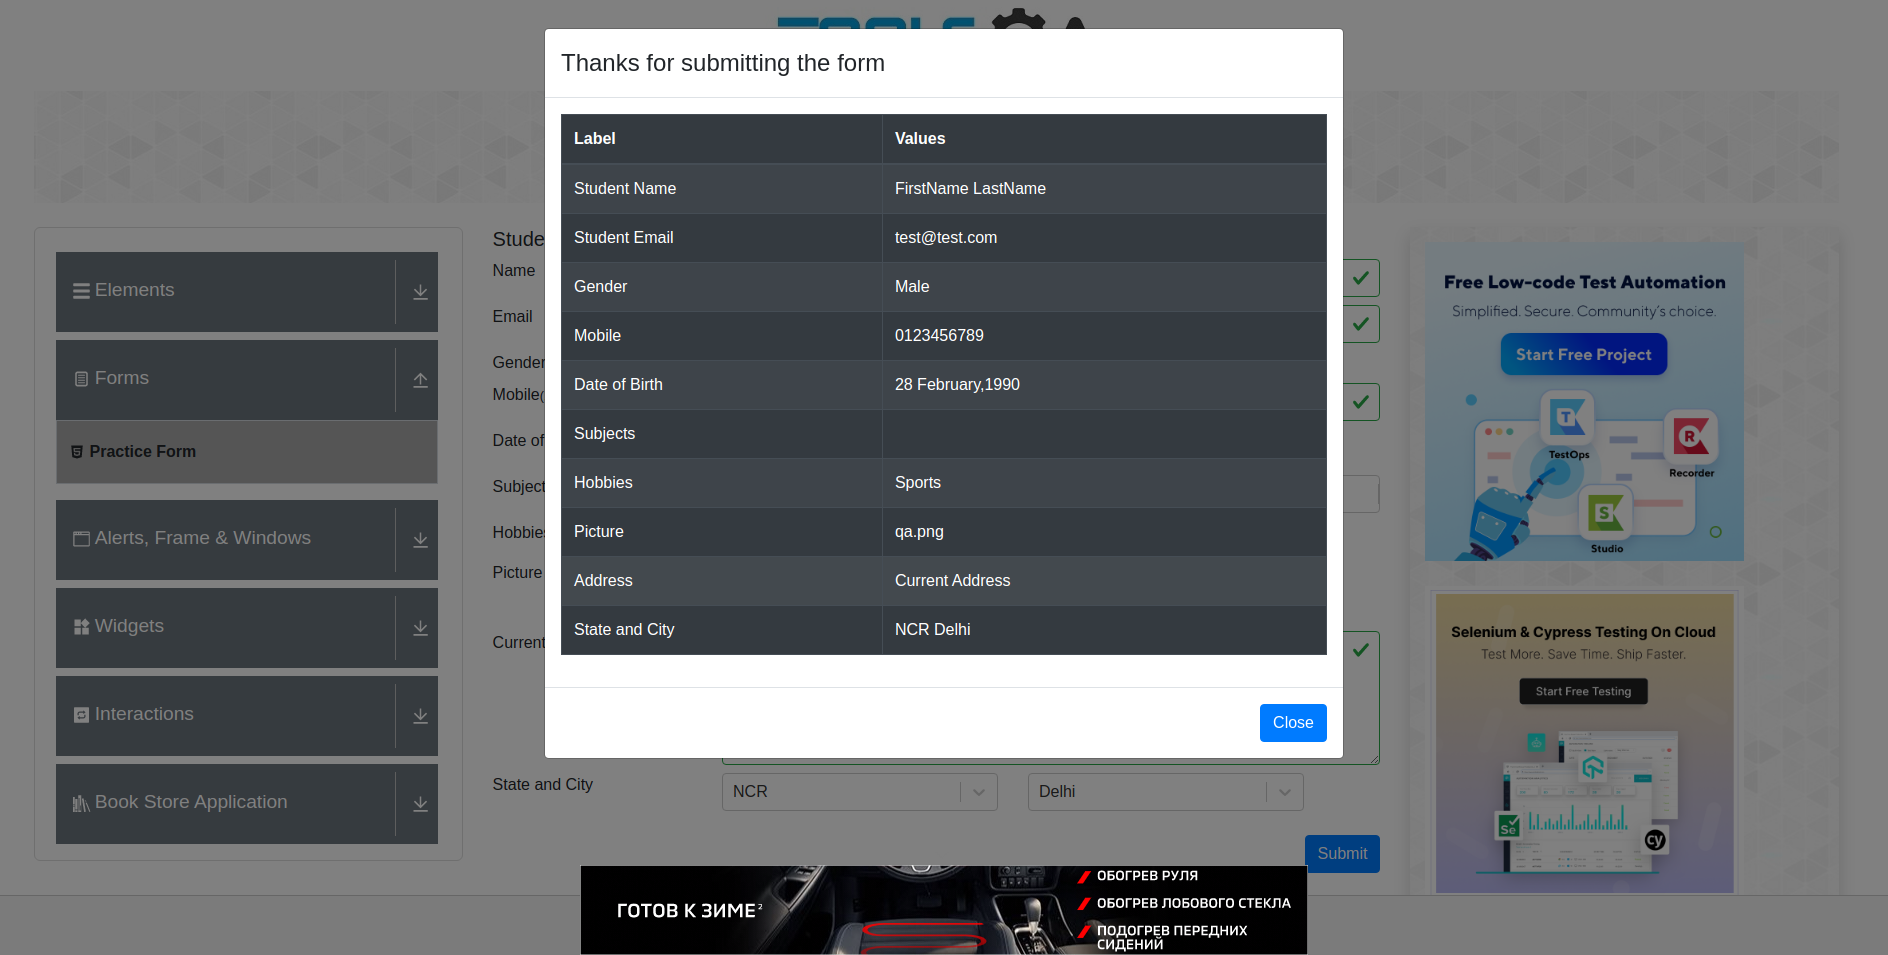 Thanks for submitting the form
Label Values
Student Name FirstName LastName
Student Email test@test.com
Gender Male
Mobile 0123456789
Date of Birth 28 February,1990
Subjects
Hobbies Sports
Picture qa.png
Address Current Address
State and City NCR Delhi
Close
Elements
Forms
Practice Form
Alerts, Frame & Windows
Widgets
Interactions
Book Store Application
Name
Email
Gender
Mobile(
Date of
Subject
Hobbies
Picture
Current
State and City NCR Delhi
Submit
Free Low-code Test Automation
Simplified. Secure. Community's choice.
Start Free Project
T
TestOps
R
Recorder
S
Studio
Selenium & Cypress Testing On Cloud
Test More. Save Time. Ship Faster.
Start Free Testing
Se
cy
ГОТОВ К ЗИМЕ²
ОБОГРЕВ РУЛЯ
ОБОГРЕВ ЛОБОВОГО СТЕКЛА
ПОДОГРЕВ ПЕРЕДНИХ
СИДЕНИЙ